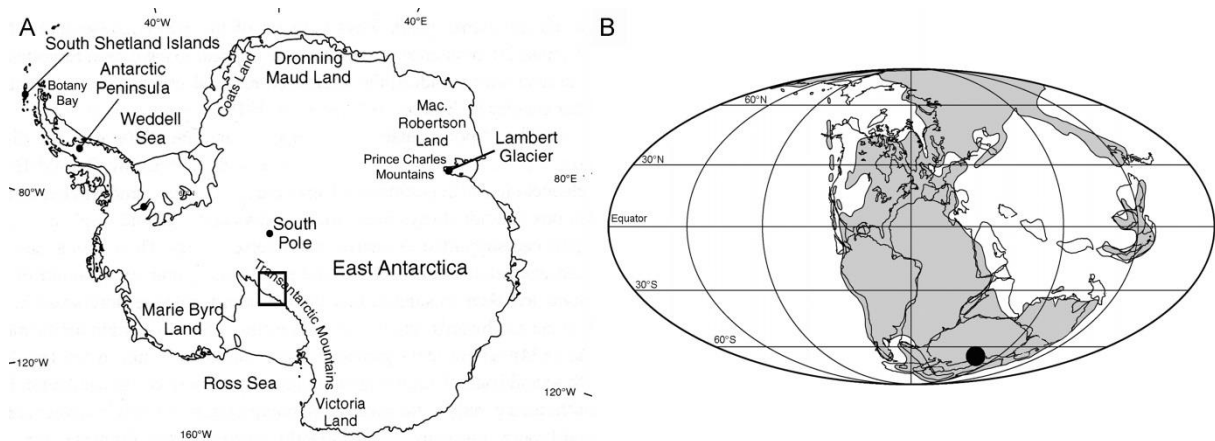 A
40°W
40°E
South Shetland Islands
Botany
Bay
Antarctic
Peninsula
Weddell
Sea
Coats Land
Dronning
Maud Land
Mac.
Robertson
Land
Lambert
Glacier
Prince Charles
Mountains
80°W
80°E
South
Pole
East Antarctica
Transantarctic Mountains
Marie Byrd
Land
120°W
Ross Sea
Victoria
Land
120°W
160°W
B
60°N
30°N
Equator
30°S
60°S